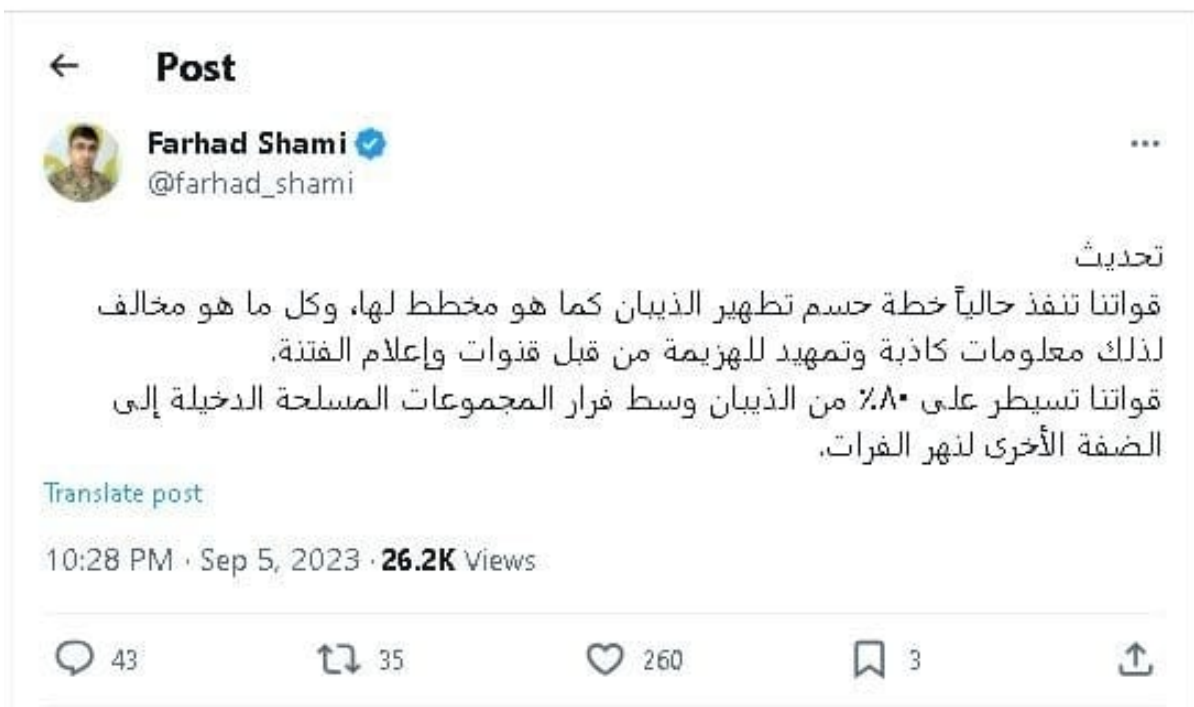 ← Post
Farhad Shami
@farhad_shami
تحديث
قواتنا تنفذ حالياً خطة حسم تطهير الذيبان كما هو مخطط لها، وكل ما هو مخالف
لذلك معلومات كاذبة وتمهيد للهزيمة من قبل قنوات وإعلام الفتنة.
قواتنا تسيطر على ٨٠٪ من الذيبان وسط فرار المجموعات المسلحة الدخيلة إلى
الضفة الأخرى لنهر الفرات.
Translate post
10:28 PM · Sep 5, 2023 · 26.2K Views
43 35 260 3